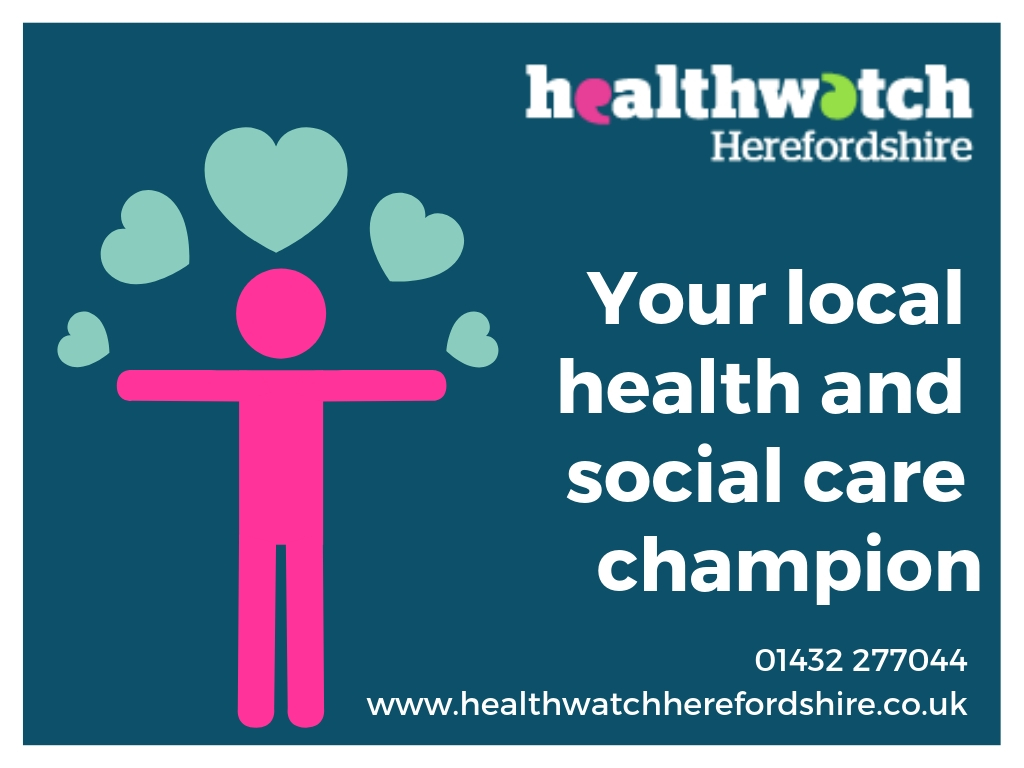 healthwatch
Herefordshire
Your local
health and
social care
champion
01432 277044
www.healthwatchherefordshire.co.uk